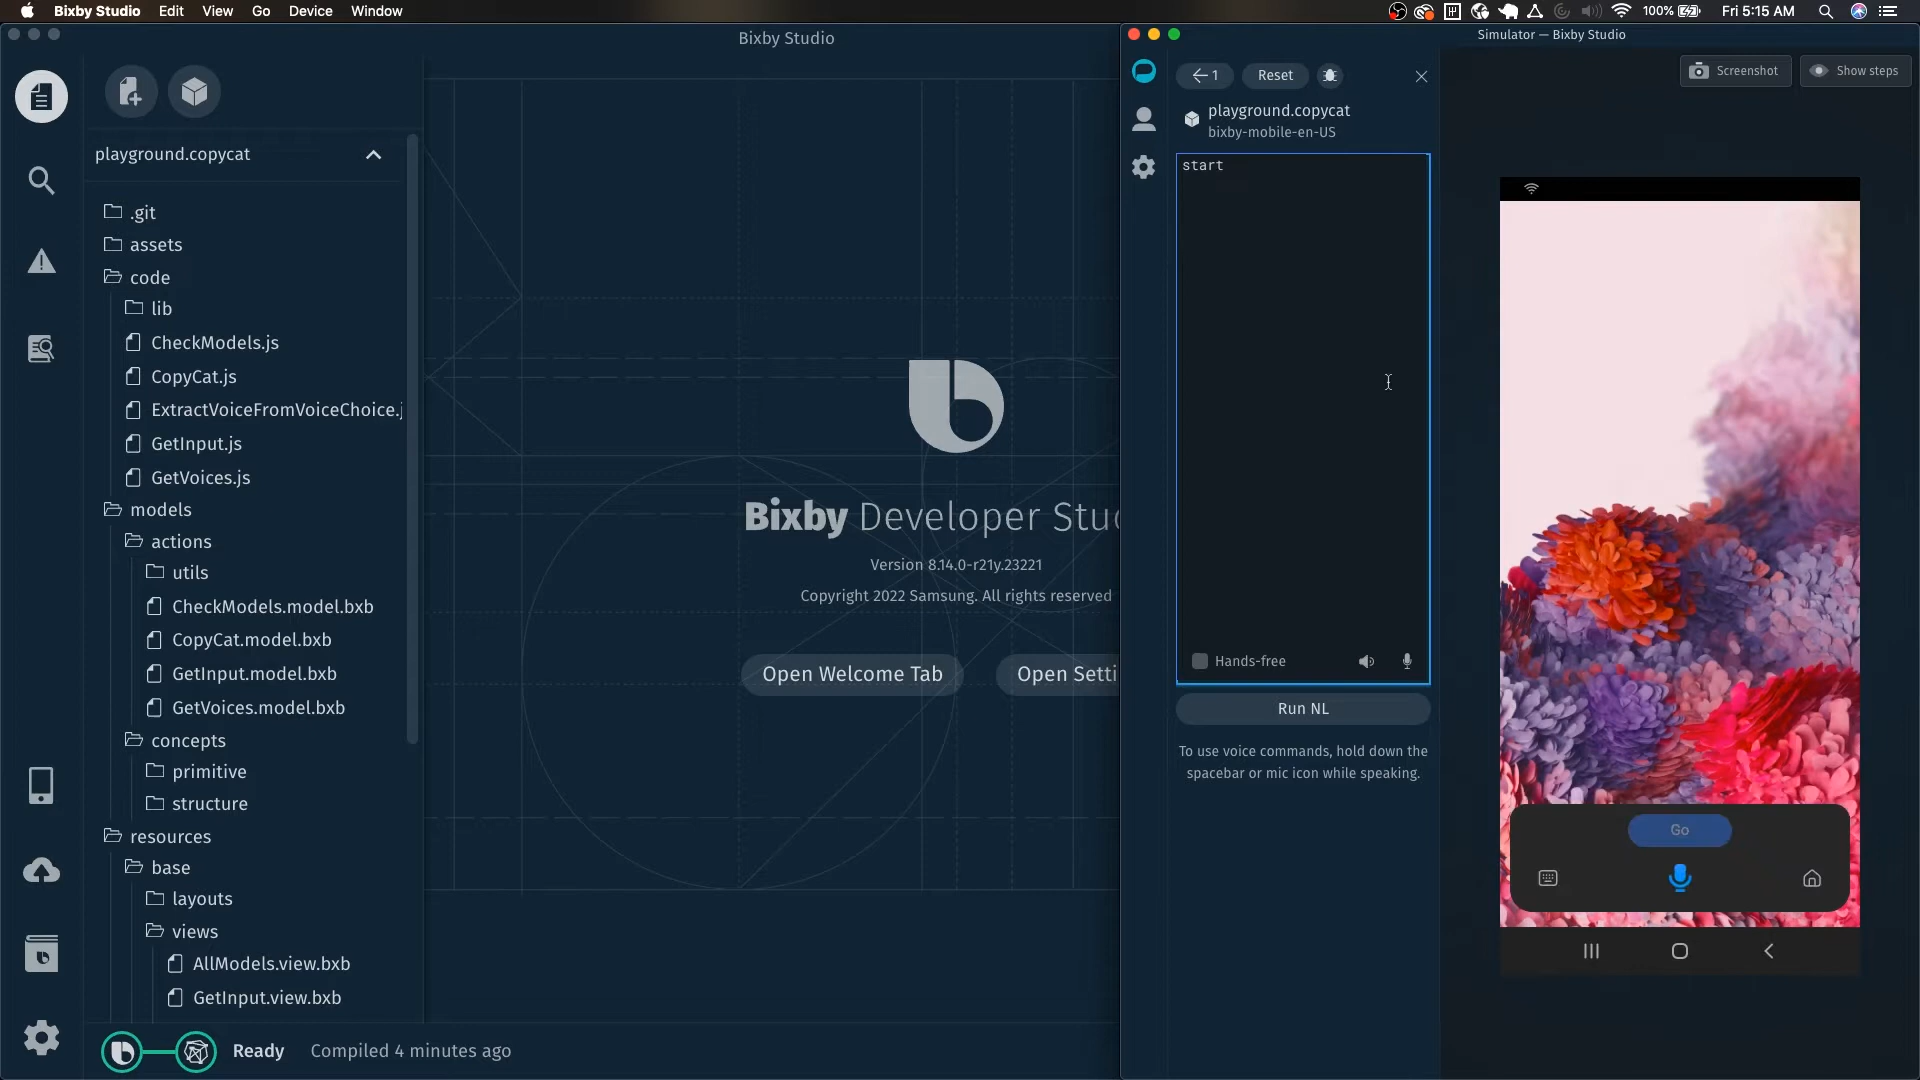 Bixby Studio Edit View Go Device Window 100% Fri 5:15 AM
Bixby Studio
Simulator — Bixby Studio
←1 Reset
Screenshot Show steps
playground.copycat
bixby-mobile-en-US
start
playground.copycat
.git
assets
code
lib
CheckModels.js
CopyCat.js
ExtractVoiceFromVoiceChoice.j
GetInput.js
GetVoices.js
models
actions
utils
CheckModels.model.bxb
CopyCat.model.bxb
GetInput.model.bxb
GetVoices.model.bxb
concepts
primitive
structure
resources
base
layouts
views
AllModels.view.bxb
GetInput.view.bxb
Ready Compiled 4 minutes ago
Bixby Developer Stu
Version 8.14.0-r21y.23221
Copyright 2022 Samsung. All rights reserved
Open Welcome Tab Open Setti
Hands-free
Run NL
To use voice commands, hold down the
spacebar or mic icon while speaking.
Go